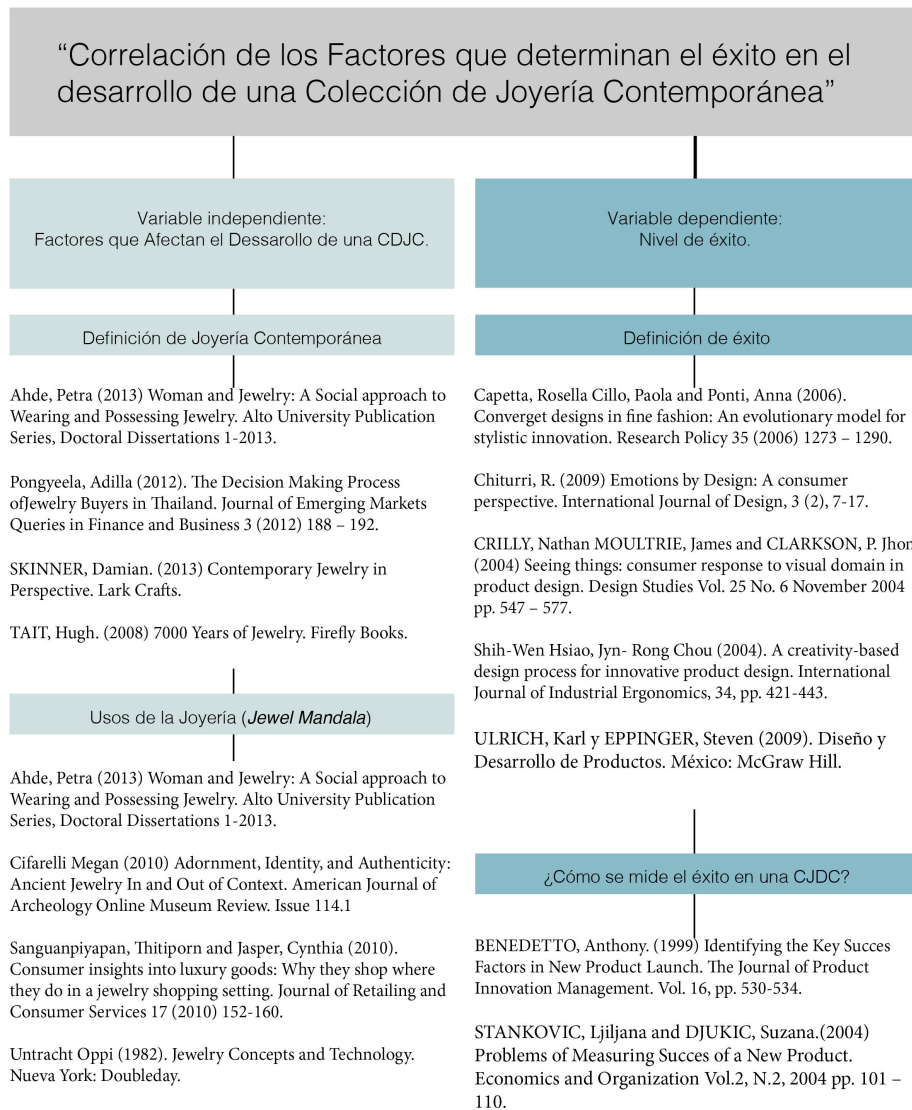 “Correlación de los Factores que determinan el éxito en el
desarrollo de una Colección de Joyería Contemporánea”
Variable independiente:
Factores que Afectan el Dessarollo de una CDJC.
Definición de Joyería Contemporánea
Ahde, Petra (2013) Woman and Jewelry: A Social approach to
Wearing and Possessing Jewelry. Alto University Publication
Series, Doctoral Dissertations 1-2013.
Pongyeela, Adilla (2012). The Decision Making Process
ofJewelry Buyers in Thailand. Journal of Emerging Markets
Queries in Finance and Business 3 (2012) 188 – 192.
SKINNER, Damian. (2013) Contemporary Jewelry in
Perspective. Lark Crafts.
TAIT, Hugh. (2008) 7000 Years of Jewelry. Firefly Books.
Usos de la Joyería (Jewel Mandala)
Ahde, Petra (2013) Woman and Jewelry: A Social approach to
Wearing and Possessing Jewelry. Alto University Publication
Series, Doctoral Dissertations 1-2013.
Cifarelli Megan (2010) Adornment, Identity, and Authenticity:
Ancient Jewelry In and Out of Context. American Journal of
Archeology Online Museum Review. Issue 114.1
Sanguanpiyapan, Thitiporn and Jasper, Cynthia (2010).
Consumer insights into luxury goods: Why they shop where
they do in a jewelry shopping setting. Journal of Retailing and
Consumer Services 17 (2010) 152-160.
Untracht Oppi (1982). Jewelry Concepts and Technology.
Nueva York: Doubleday.
Variable dependiente:
Nivel de éxito.
Definición de éxito
Capetta, Rosella Cillo, Paola and Ponti, Anna (2006).
Converget designs in fine fashion: An evolutionary model for
stylistic innovation. Research Policy 35 (2006) 1273 – 1290.
Chiturri, R. (2009) Emotions by Design: A consumer
perspective. International Journal of Design, 3 (2), 7-17.
CRILLY, Nathan MOULTRIE, James and CLARKSON, P. Jhon
(2004) Seeing things: consumer response to visual domain in
product design. Design Studies Vol. 25 No. 6 November 2004
pp. 547 – 577.
Shih-Wen Hsiao, Jyn- Rong Chou (2004). A creativity-based
design process for innovative product design. International
Journal of Industrial Ergonomics, 34, pp. 421-443.
ULRICH, Karl y EPPINGER, Steven (2009). Diseño y
Desarrollo de Productos. México: McGraw Hill.
¿Cómo se mide el éxito en una CJDC?
BENEDETTO, Anthony. (1999) Identifying the Key Succes
Factors in New Product Launch. The Journal of Product
Innovation Management. Vol. 16, pp. 530-534.
STANKOVIC, Ljiljana and DJUKIC, Suzana.(2004)
Problems of Measuring Succes of a New Product.
Economics and Organization Vol.2, N.2, 2004 pp. 101 –
110.